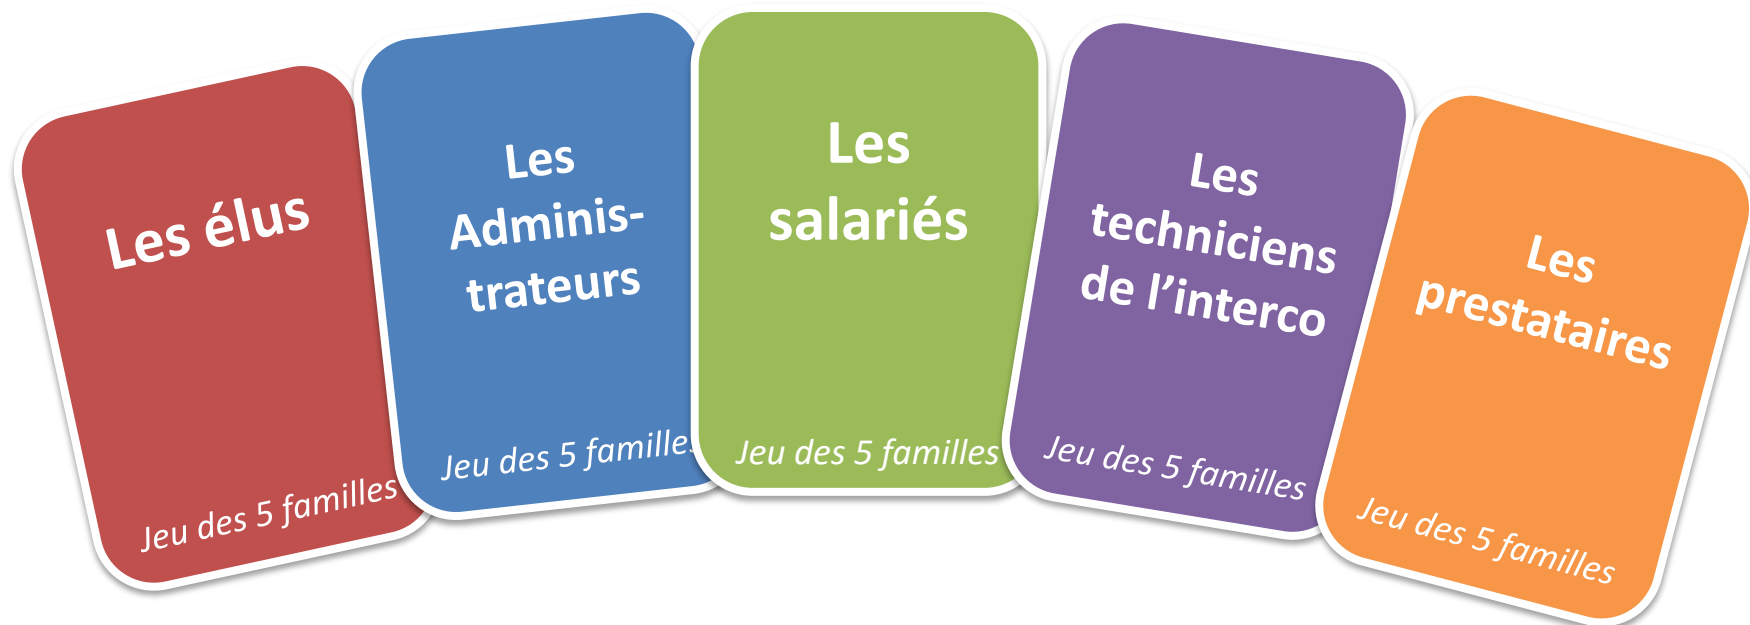 Les élus
Jeu des 5 familles
Les
Adminis-
trateurs
Jeu des 5 familles
Les
salariés
Jeu des 5 familles
Les
techniciens
de l’interco
Jeu des 5 familles
Les
prestataires
Jeu des 5 familles